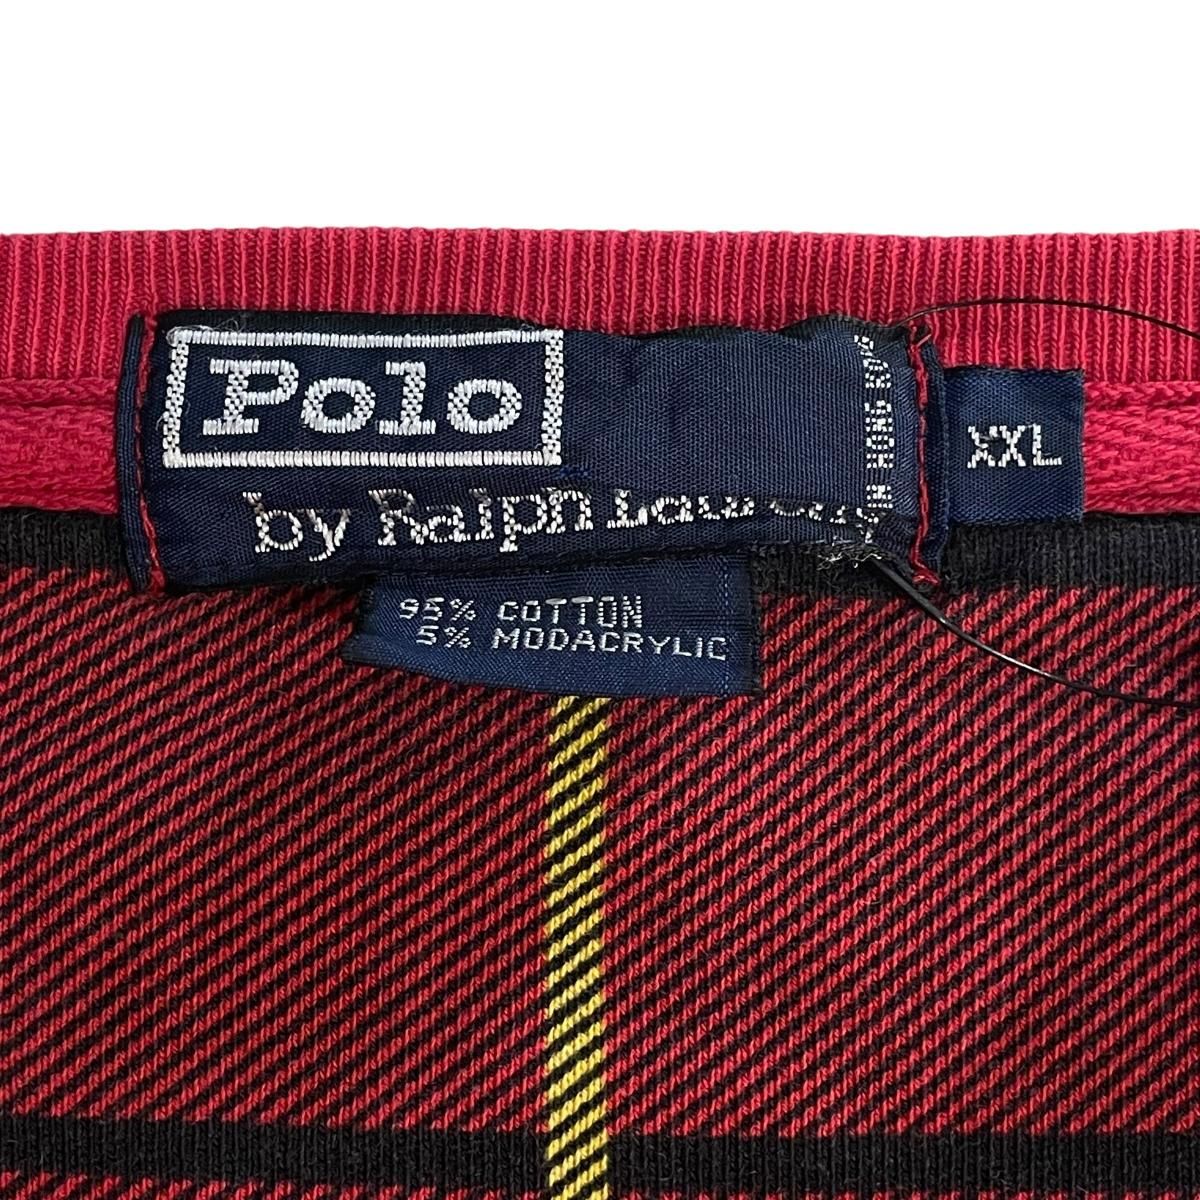 Polo
by Ralph Lauren
XXL
95% COTTON
5% MODACRYLIC